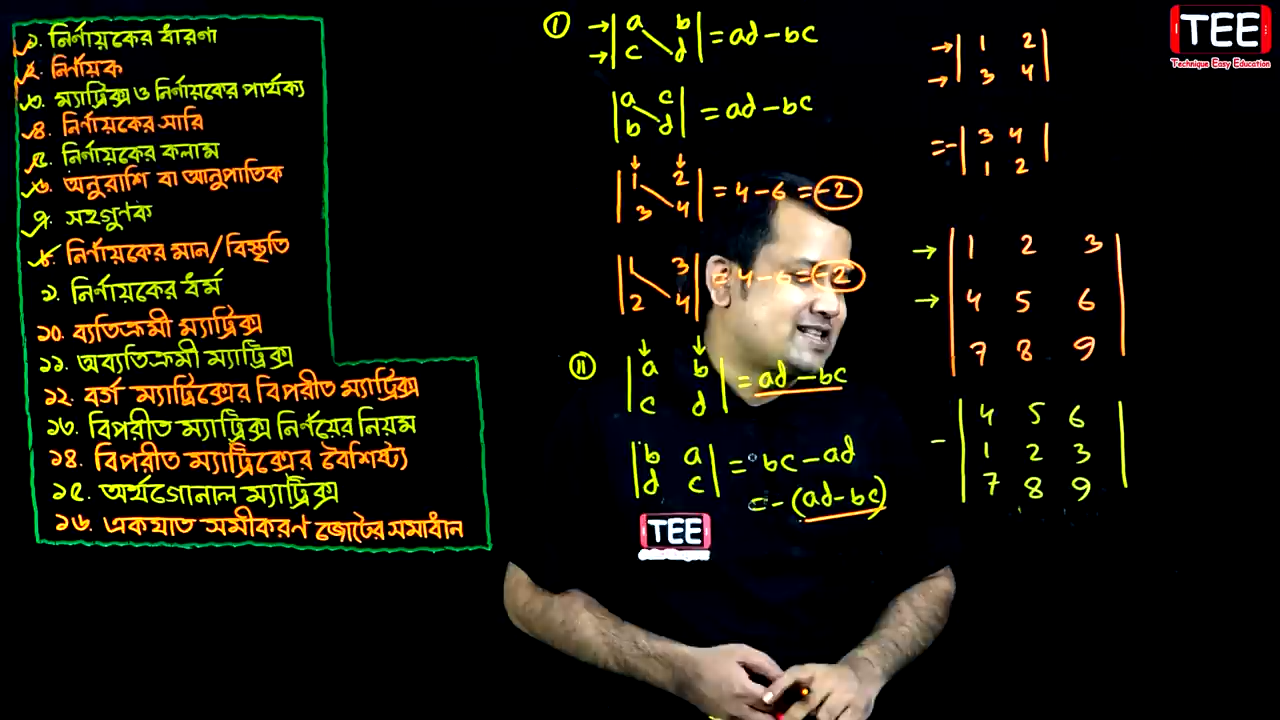 ১. নির্ণায়কের ধারণা
২. নির্ণায়ক
৩. ম্যাট্রিক্স ও নির্ণায়কের পার্থক্য
৪. নির্ণায়কের সারি
৫. নির্ণায়কের কলাম
৬. অনুরাশি বা আনুপাতিক
৭. সহগুণক
৮. নির্ণায়কের মান/বিস্তৃতি
৯. নির্ণায়কের ধর্ম
১০. ব্যতিক্রমী ম্যাট্রিক্স
১১. অব্যতিক্রমী ম্যাট্রিক্স
১২. বর্গ ম্যাট্রিক্সের বিপরীত ম্যাট্রিক্স
১৩. বিপরীত ম্যাট্রিক্স নির্ণয়ের নিয়ম
১৪. বিপরীত ম্যাট্রিক্সের বৈশিষ্ট্য
১৫. অর্থগোনাল ম্যাট্রিক্স
১৬. একঘাত সমীকরণ জোটের সমাধান
I → | a b |
→ | c d | = ad - bc
| a c |
| b d | = ad - bc
| 1 2 |
| 3 4 | = 4 - 6 = -2
| 1 3 |
| 2 4 | = 4 - 6 = -2
II | a b |
| c d | = ad - bc
| b a |
| d c | = bc - ad
= - (ad - bc)
TEE
→ | 1 2 |
→ | 3 4 |
= - | 3 4 |
| 1 2 |
→ | 1 2 3 |
→ | 4 5 6 |
| 7 8 9 |
- | 4 5 6 |
| 1 2 3 |
| 7 8 9 |
TEE
Technique Easy Education